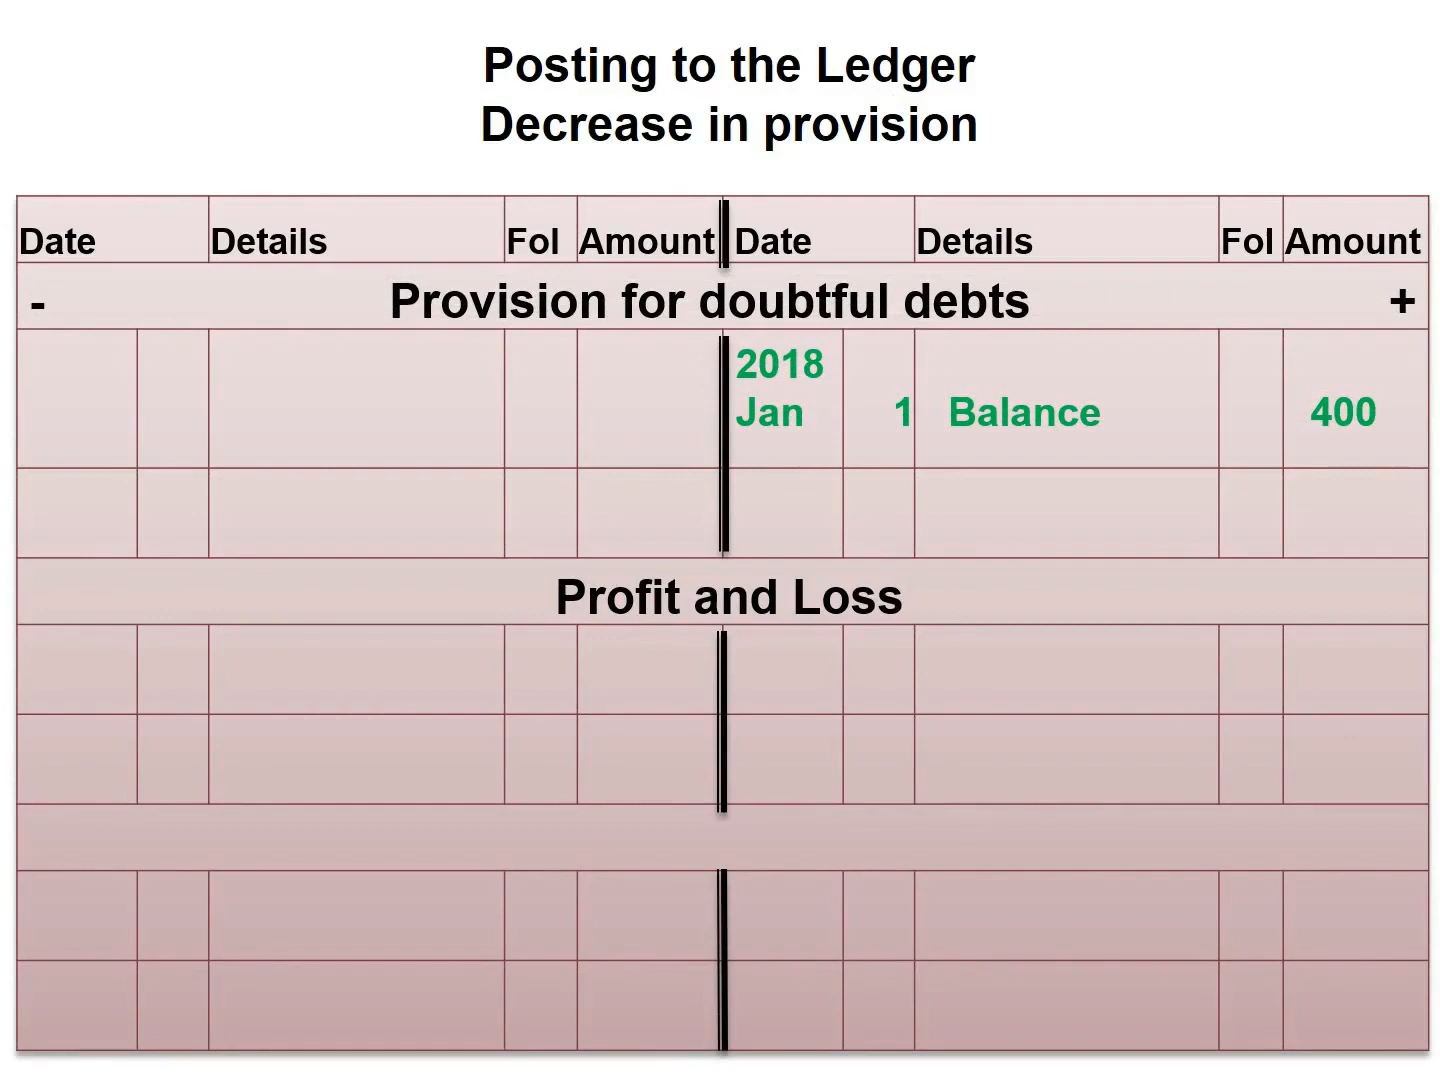 Posting to the Ledger
Decrease in provision
Date Details Fol Amount Date Details Fol Amount
- Provision for doubtful debts +
2018
Jan 1 Balance 400
Profit and Loss